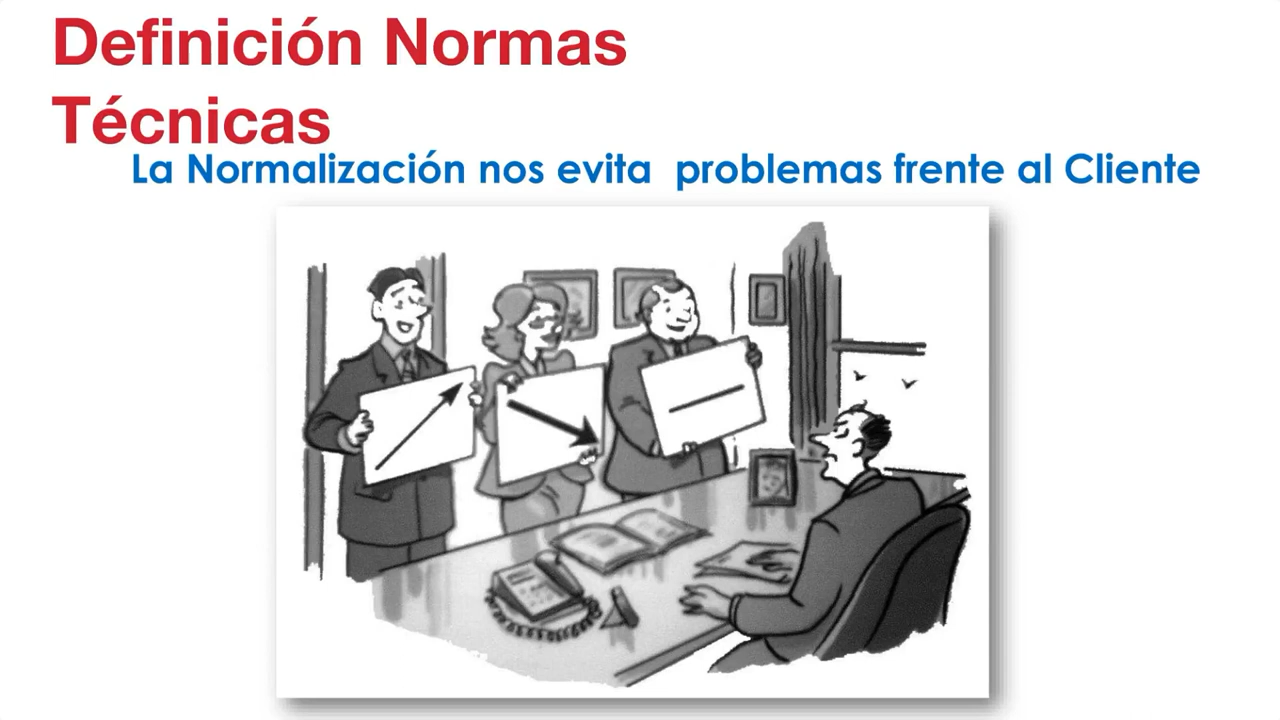 Definición Normas
Técnicas
La Normalización nos evita  problemas frente al Cliente